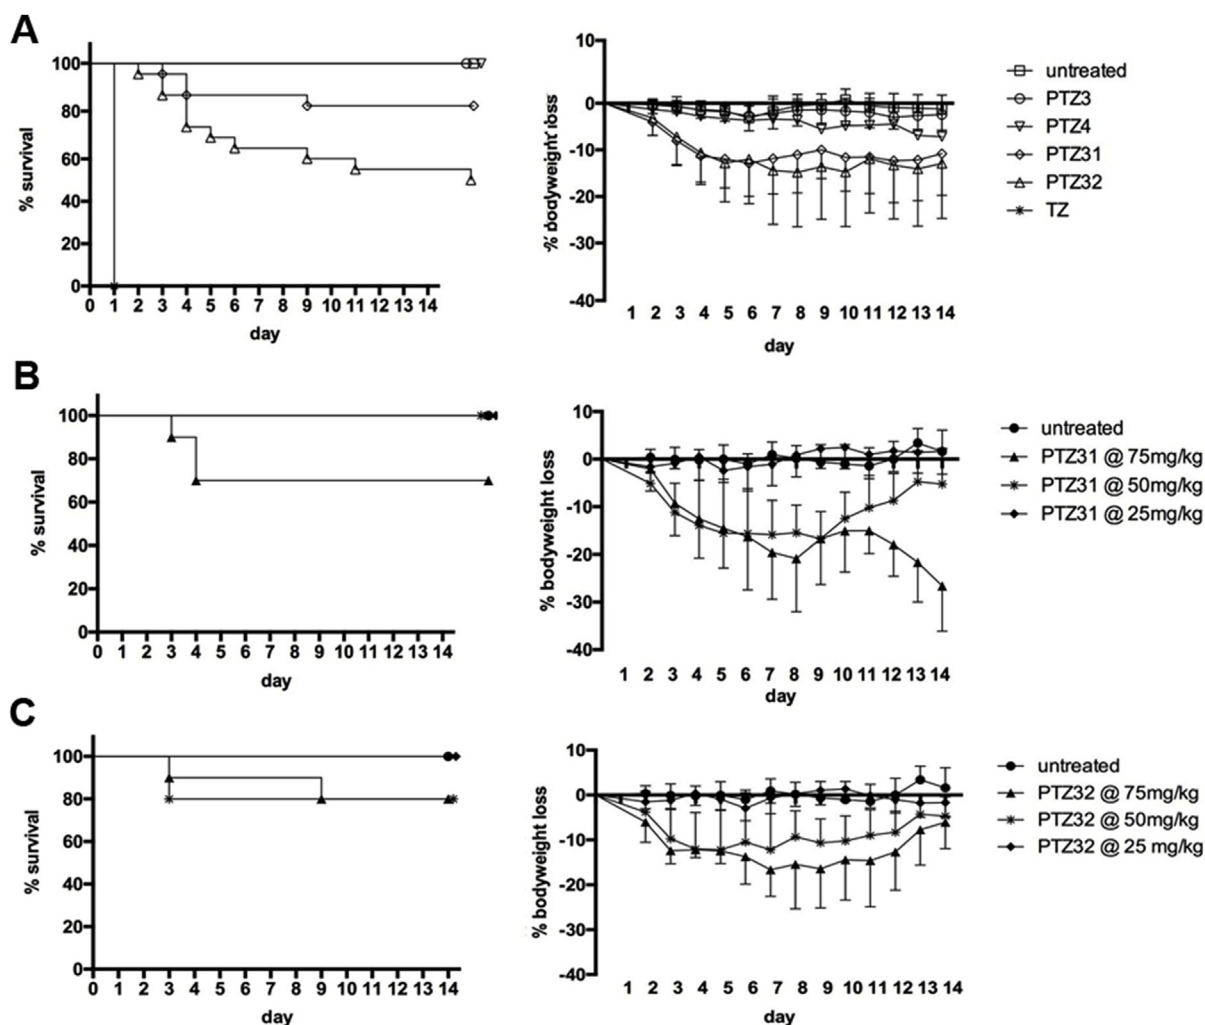 A
% survival
100
80
60
40
20
0
0 1 2 3 4 5 6 7 8 9 10 11 12 13 14
day
% bodyweight loss
10
0
-10
-20
-30
-40
1 2 3 4 5 6 7 8 9 10 11 12 13 14
day
untreated
PTZ3
PTZ4
PTZ31
PTZ32
TZ
B
% survival
100
80
60
40
20
0
0 1 2 3 4 5 6 7 8 9 10 11 12 13 14
day
% bodyweight loss
10
0
-10
-20
-30
-40
1 2 3 4 5 6 7 8 9 10 11 12 13 14
day
untreated
PTZ31 @ 75mg/kg
PTZ31 @ 50mg/kg
PTZ31 @ 25mg/kg
C
% survival
100
80
60
40
20
0
0 1 2 3 4 5 6 7 8 9 10 11 12 13 14
day
% bodyweight loss
10
0
-10
-20
-30
-40
1 2 3 4 5 6 7 8 9 10 11 12 13 14
day
untreated
PTZ32 @ 75mg/kg
PTZ32 @ 50mg/kg
PTZ32 @ 25 mg/kg